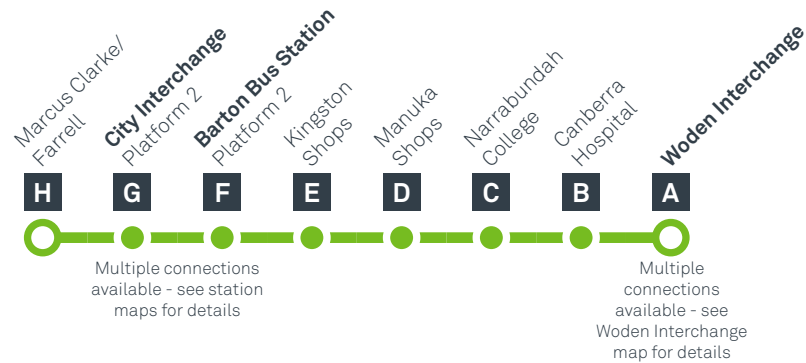 Marcus Clarke/
Farrell
City Interchange
Platform 2
Barton Bus Station
Platform 2
Kingston
Shops
Manuka
Shops
Narrabundah
College
Canberra
Hospital
Woden Interchange
H
G
F
E
D
C
B
A
Multiple connections
available - see station
maps for details
Multiple
connections
available - see
Woden Interchange
map for details